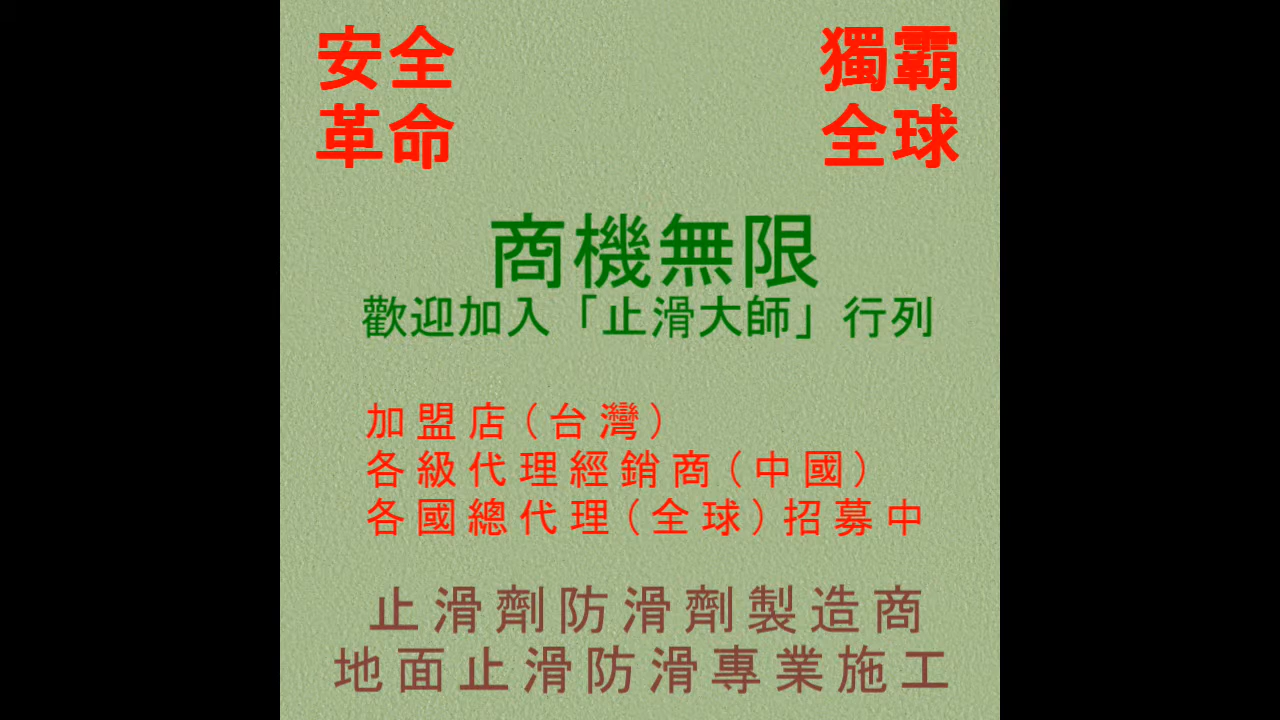 安全
革命
獨霸
全球
商機無限
歡迎加入「止滑大師」行列
加盟店(台灣)
各級代理經銷商(中國)
各國總代理(全球)招募中
止滑劑防滑劑製造商
地面止滑防滑專業施工